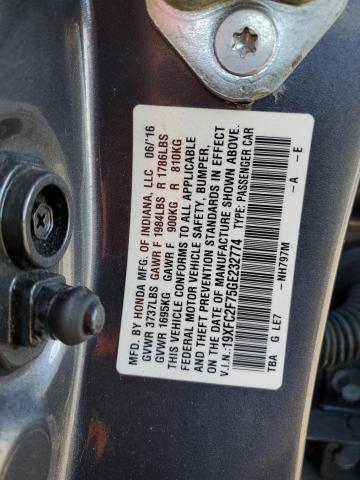 MFD. BY HONDA MFG. OF INDIANA, LLC 06/16
GVWR 3737LBS GAWR F 1984LBS R 1786LBS
GVWR 1695KG GAWR F 900KG R 810KG
THIS VEHICLE CONFORMS TO ALL APPLICABLE
FEDERAL MOTOR VEHICLE SAFETY, BUMPER,
AND THEFT PREVENTION STANDARDS IN EFFECT
ON THE DATE OF MANUFACTURE SHOWN ABOVE.
V.I.N.:19XFC2F75GE232774 TYPE: PASSENGER CAR
NH797M A E
TBA G LE7